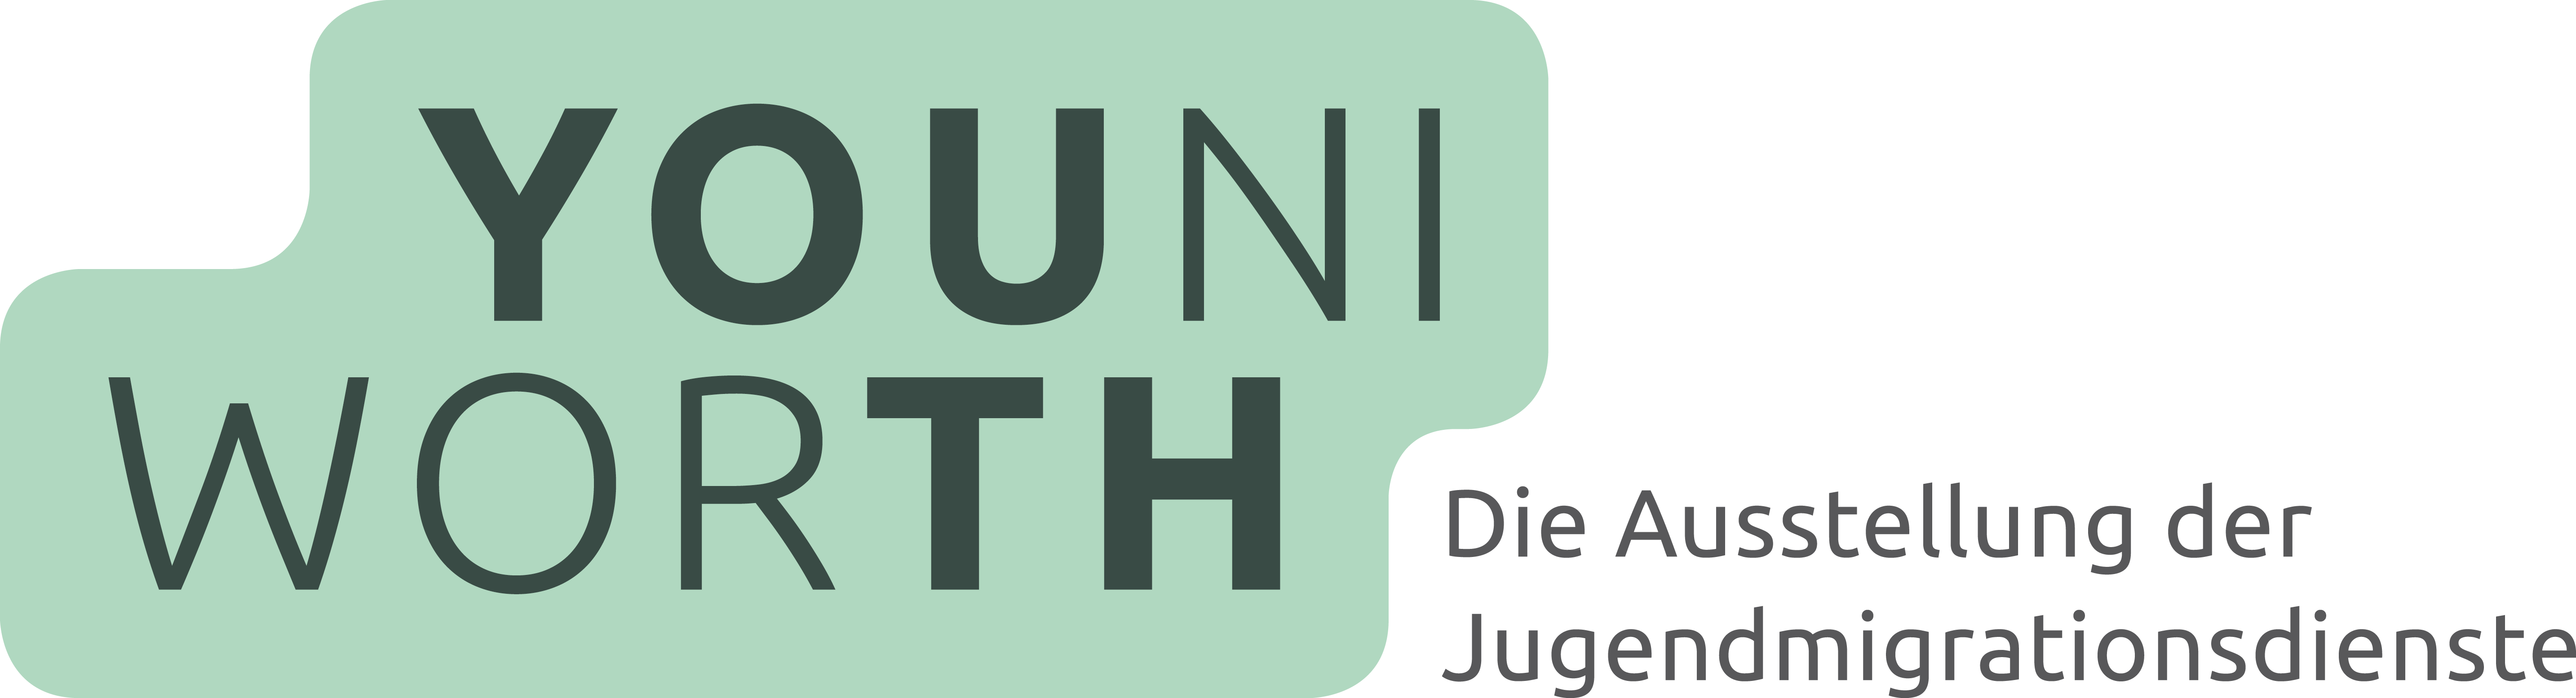 YOUNI
WORTH
Die Ausstellung der
Jugendmigrationsdienste